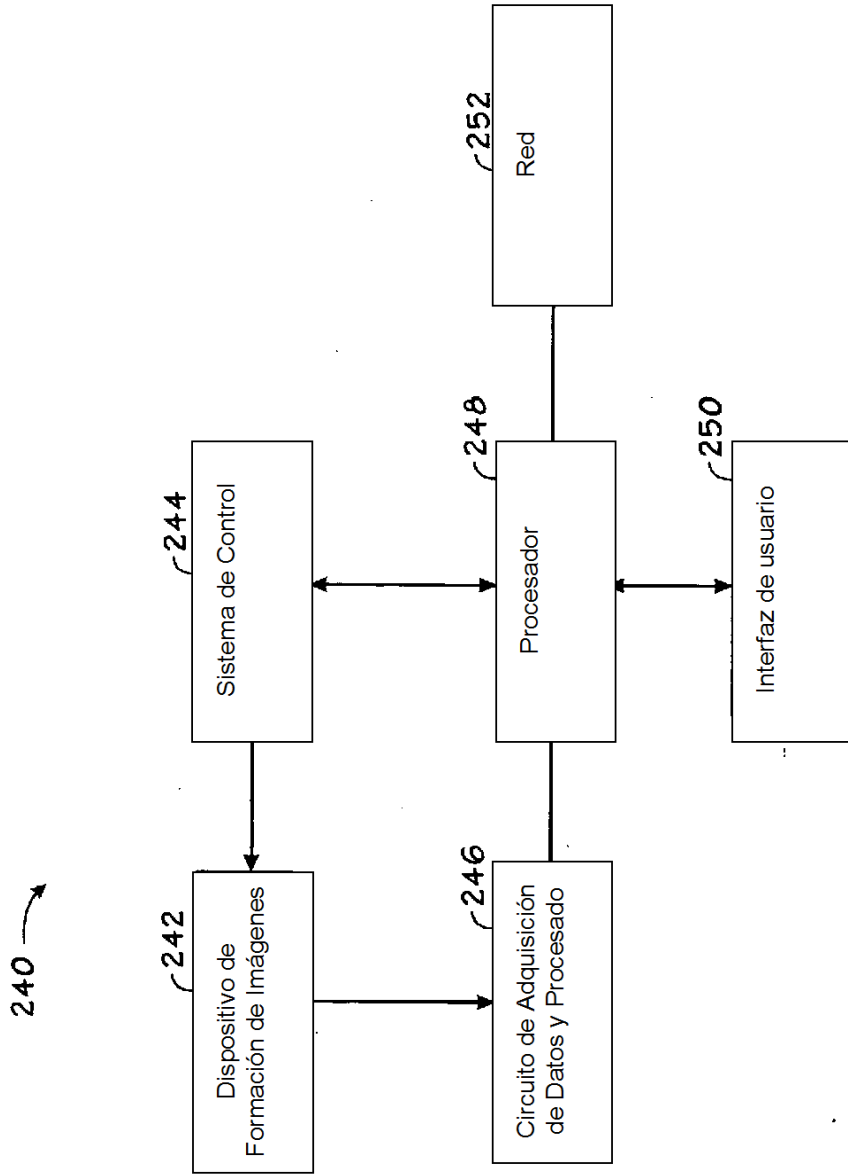 240
242
Dispositivo de
Formación de Imágenes
244
Sistema de Control
246
Circuito de Adquisición
de Datos y Procesado
248
Procesador
252
Red
250
Interfaz de usuario